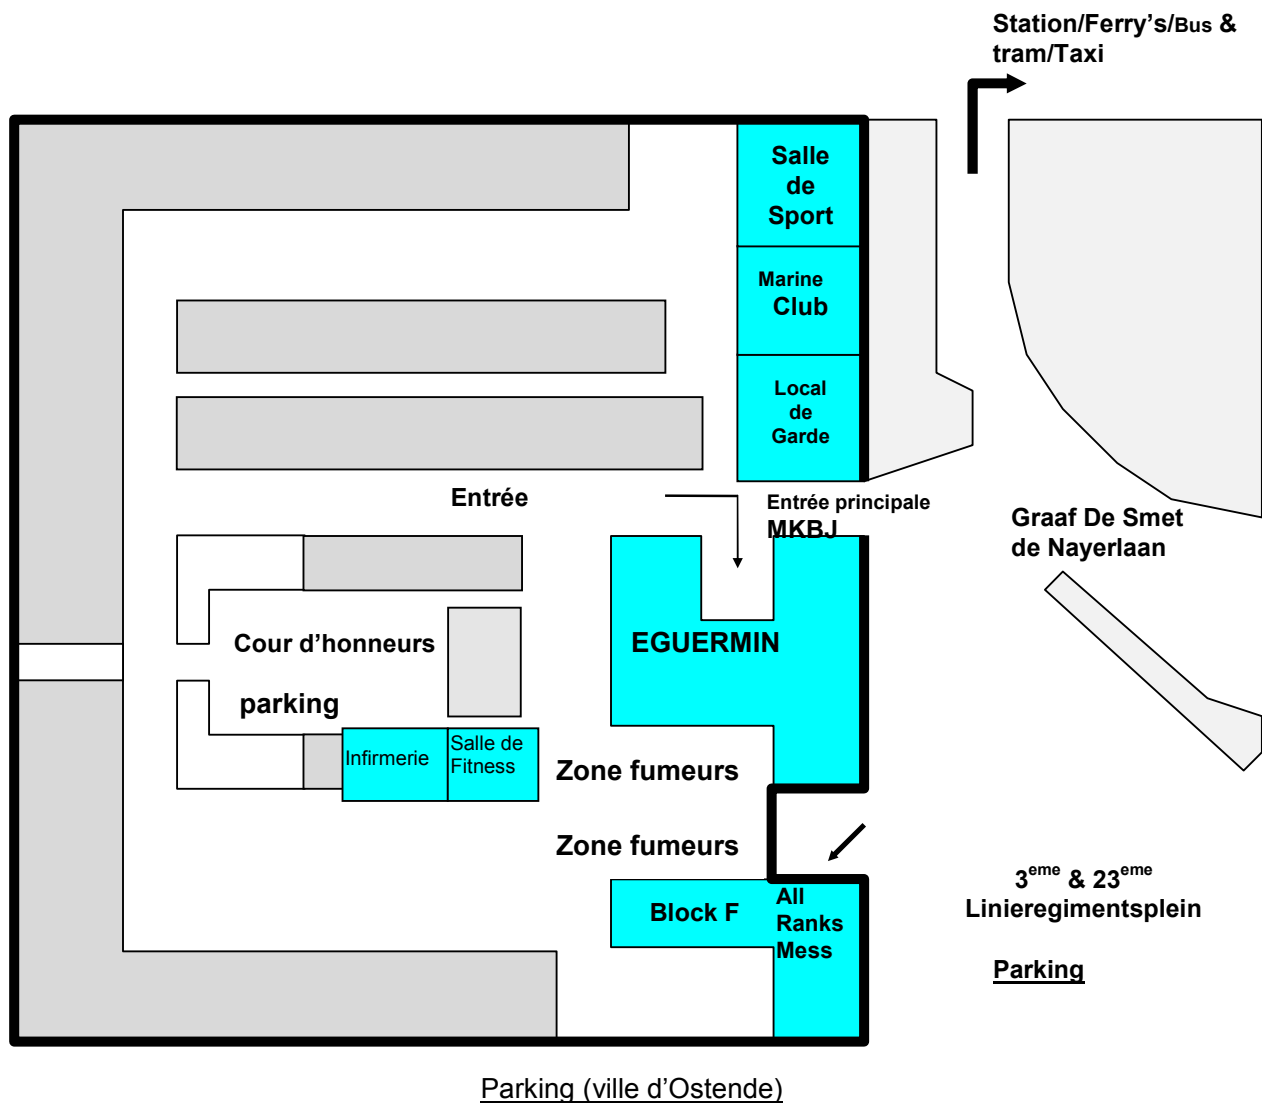 Station/Ferry's/Bus &
tram/Taxi
Salle
de
Sport
Marine
Club
Local
de
Garde
Entrée
Entrée principale
MKBJ
Graaf De Smet
de Nayerlaan
Cour d'honneurs
EGUERMIN
parking
Infirmerie
Salle de
Fitness
Zone fumeurs
Zone fumeurs
Block F
All
Ranks
Mess
3eme & 23eme
Linieregimentsplein
Parking
Parking (ville d'Ostende)